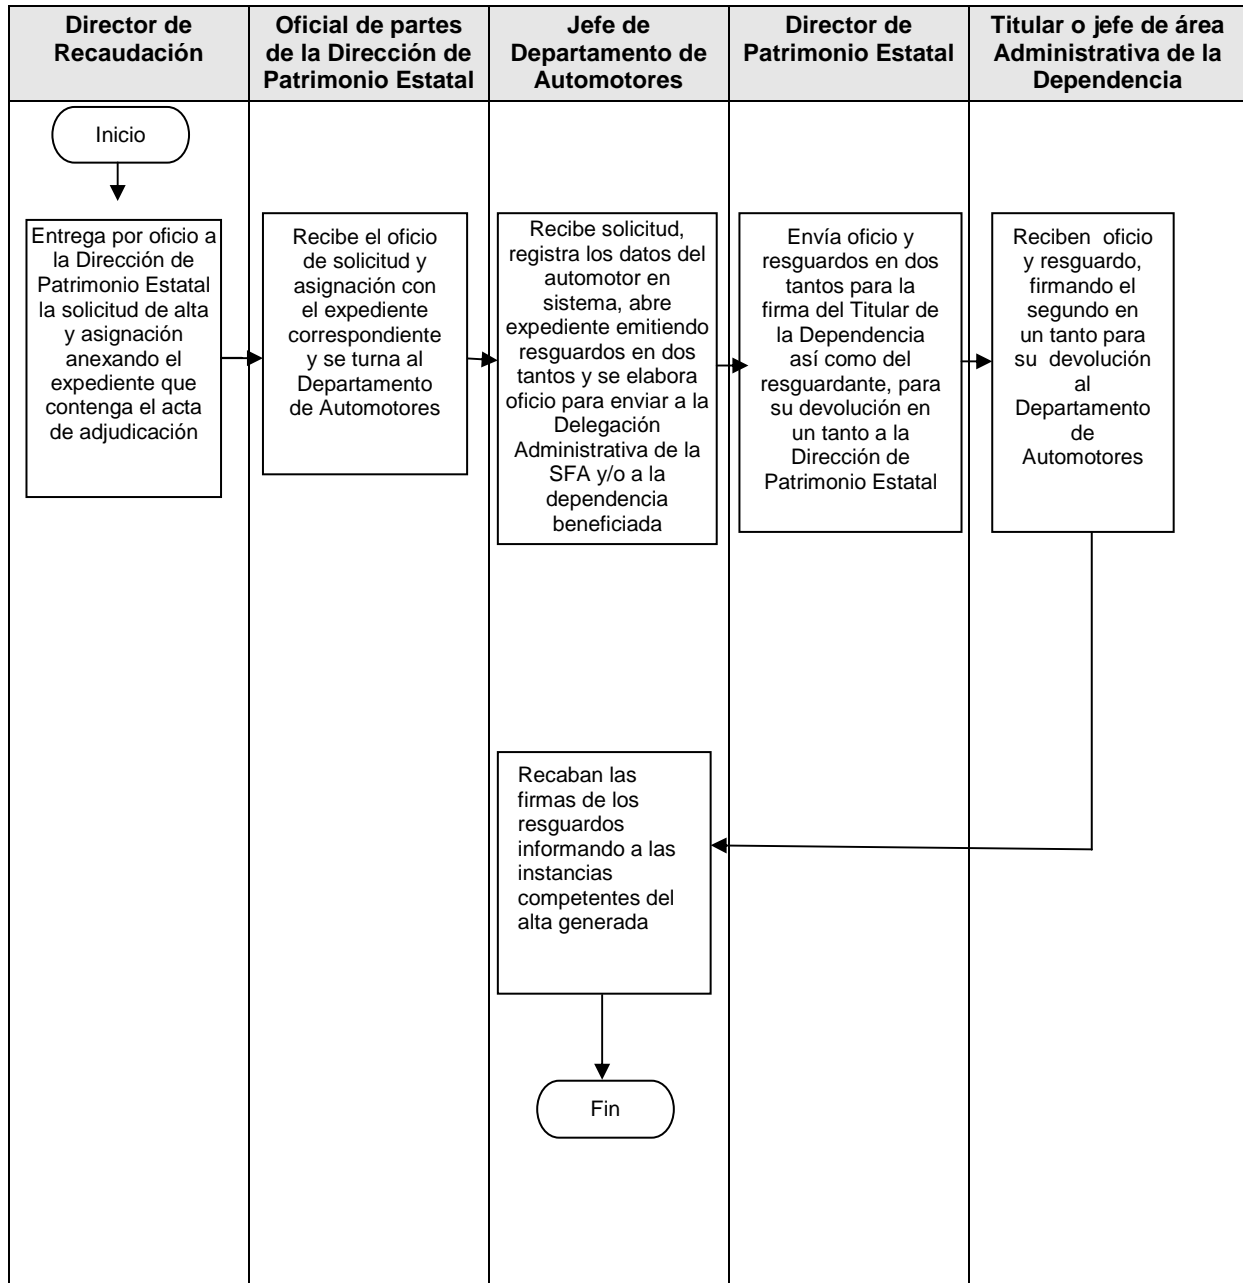 Director de
Recaudación
Oficial de partes
de la Dirección de
Patrimonio Estatal
Jefe de
Departamento de
Automotores
Director de
Patrimonio Estatal
Titular o jefe de área
Administrativa de la
Dependencia
Inicio
Entrega por oficio a
la Dirección de
Patrimonio Estatal
la solicitud de alta
y asignación
anexando el
expediente que
contenga el acta
de adjudicación
Recibe el oficio
de solicitud y
asignación con
el expediente
correspondiente
y se turna al
Departamento
de Automotores
Recibe solicitud,
registra los datos del
automotor en
sistema, abre
expediente emitiendo
resguardos en dos
tantos y se elabora
oficio para enviar a la
Delegación
Administrativa de la
SFA y/o a la
dependencia
beneficiada
Envía oficio y
resguardos en dos
tantos para la
firma del Titular de
la Dependencia
así como del
resguardante, para
su devolución en
un tanto a la
Dirección de
Patrimonio Estatal
Reciben oficio
y resguardo,
firmando el
segundo en
un tanto para
su devolución
al
Departamento
de
Automotores
Recaban las
firmas de los
resguardos
informando a las
instancias
competentes del
alta generada
Fin